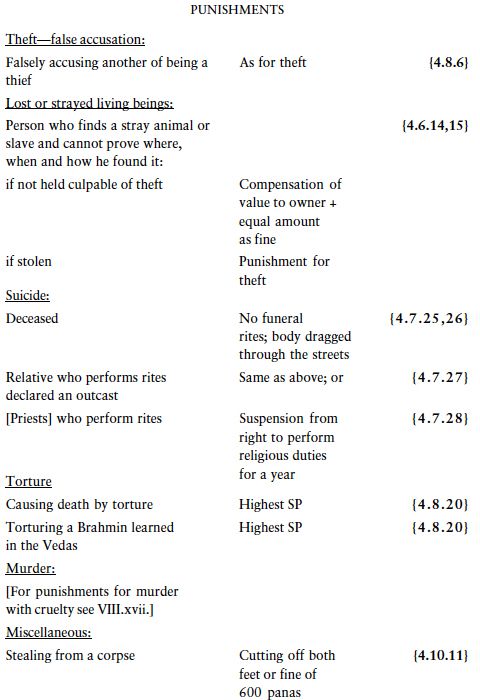 PUNISHMENTS
Theft—false accusation:
Falsely accusing another of being a As for theft {4.8.6}
thief
Lost or strayed living beings:
Person who finds a stray animal or {4.6.14,15}
slave and cannot prove where,
when and how he found it:
if not held culpable of theft Compensation of
value to owner +
equal amount
as fine
if stolen Punishment for
theft
Suicide:
Deceased No funeral {4.7.25,26}
rites; body dragged
through the streets
Relative who performs rites Same as above; or {4.7.27}
declared an outcast
[Priests] who perform rites Suspension from {4.7.28}
right to perform
religious duties
for a year
Torture
Causing death by torture Highest SP {4.8.20}
Torturing a Brahmin learned Highest SP {4.8.20}
in the Vedas
Murder:
[For punishments for murder
with cruelty see VIII.xvii.]
Miscellaneous:
Stealing from a corpse Cutting off both {4.10.11}
feet or fine of
600 panas